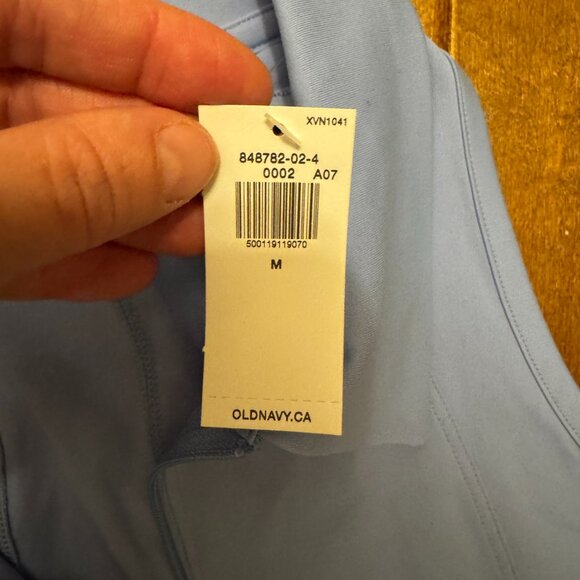 XVN1041
848782-02-4
0002 A07
500119119070
M
OLDNAVY.CA